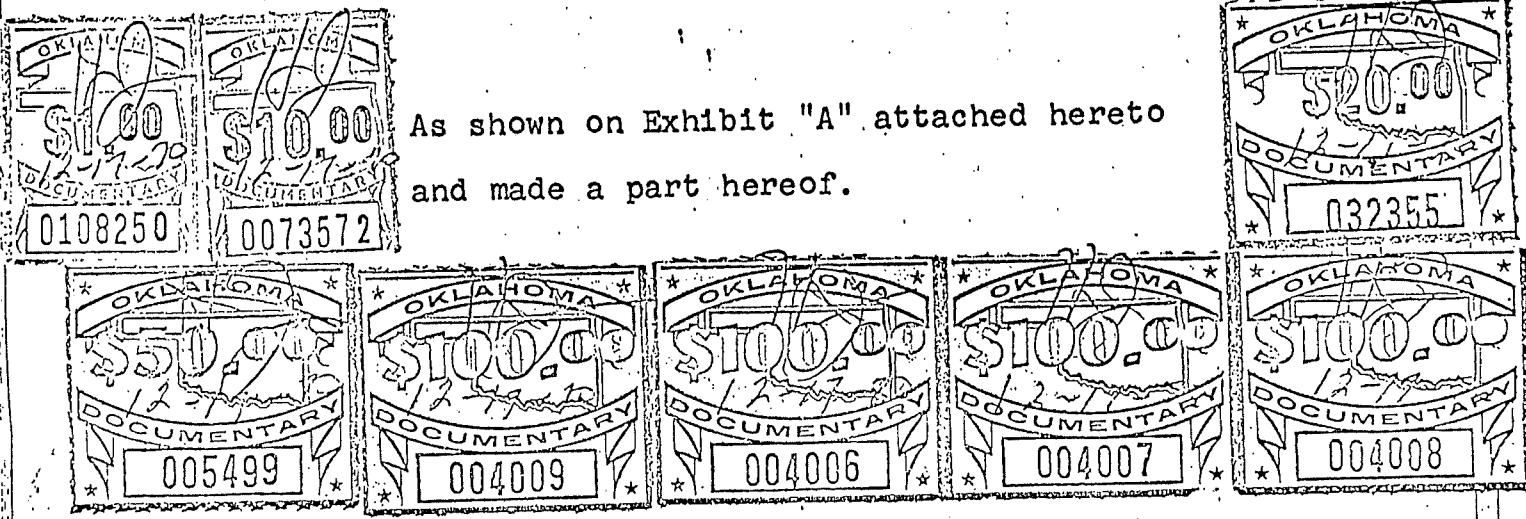 OKLAHOMA OKLAHOMA OKLAHOMA
$1.00 $10.00 $20.00
As shown on Exhibit "A" attached hereto
DOCUMENTARY DOCUMENTARY DOCUMENTARY
and made a part hereof.
0108250 0073572 032355
OKLAHOMA OKLAHOMA OKLAHOMA OKLAHOMA OKLAHOMA
$50.00 $100.00 $100.00 $100.00 $100.00
DOCUMENTARY DOCUMENTARY DOCUMENTARY DOCUMENTARY DOCUMENTARY
005499 004009 004006 004007 004008